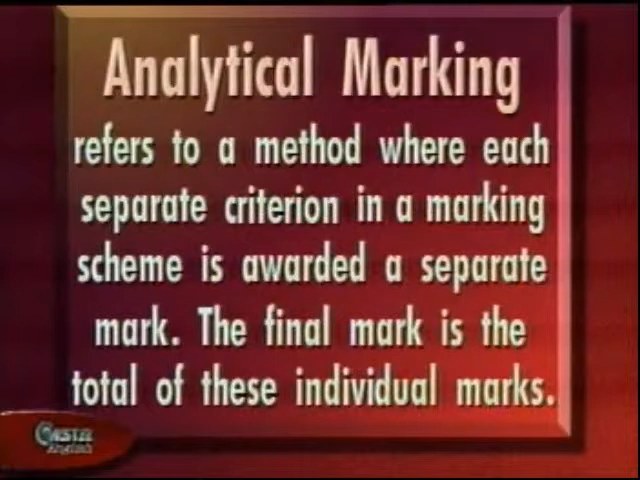 Analytical Marking
refers to a method where each
separate criterion in a marking
scheme is awarded a separate
mark. The final mark is the
total of these individual marks.
English